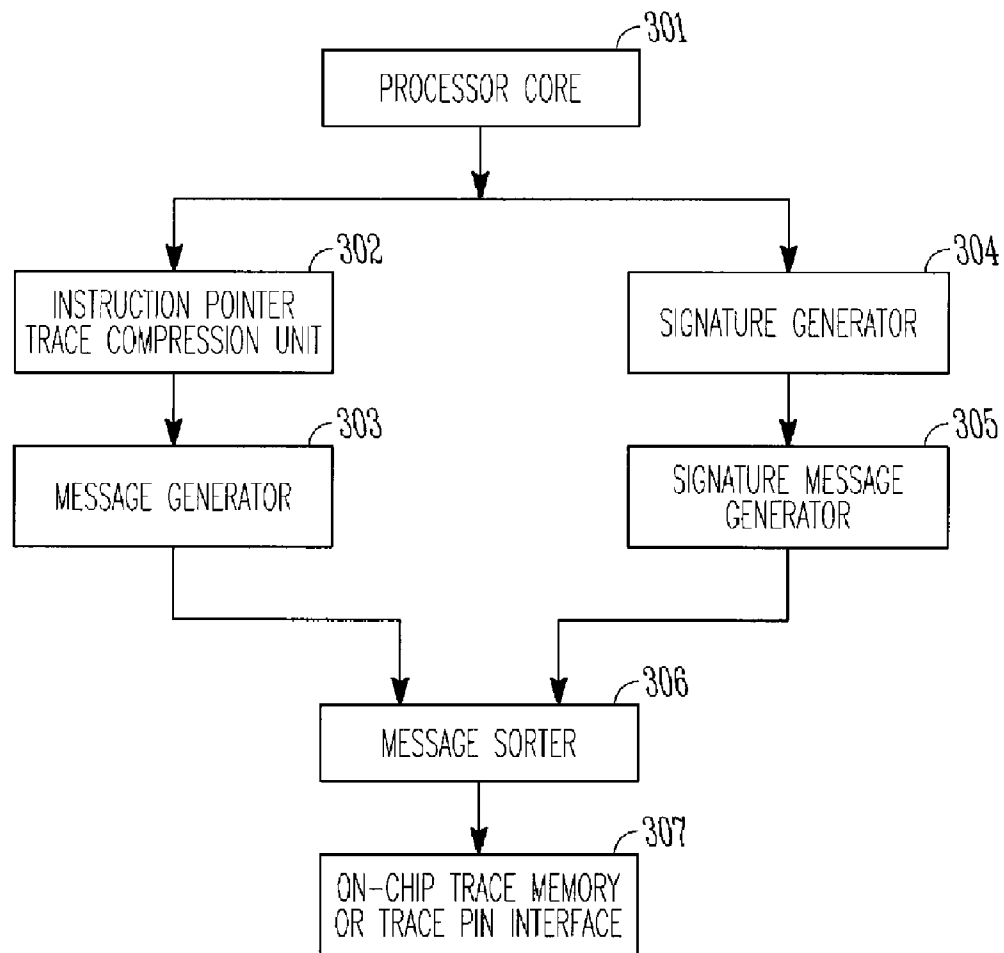 301
PROCESSOR CORE
302
INSTRUCTION POINTER
TRACE COMPRESSION UNIT
304
SIGNATURE GENERATOR
303
MESSAGE GENERATOR
305
SIGNATURE MESSAGE
GENERATOR
306
MESSAGE SORTER
307
ON-CHIP TRACE MEMORY
OR TRACE PIN INTERFACE